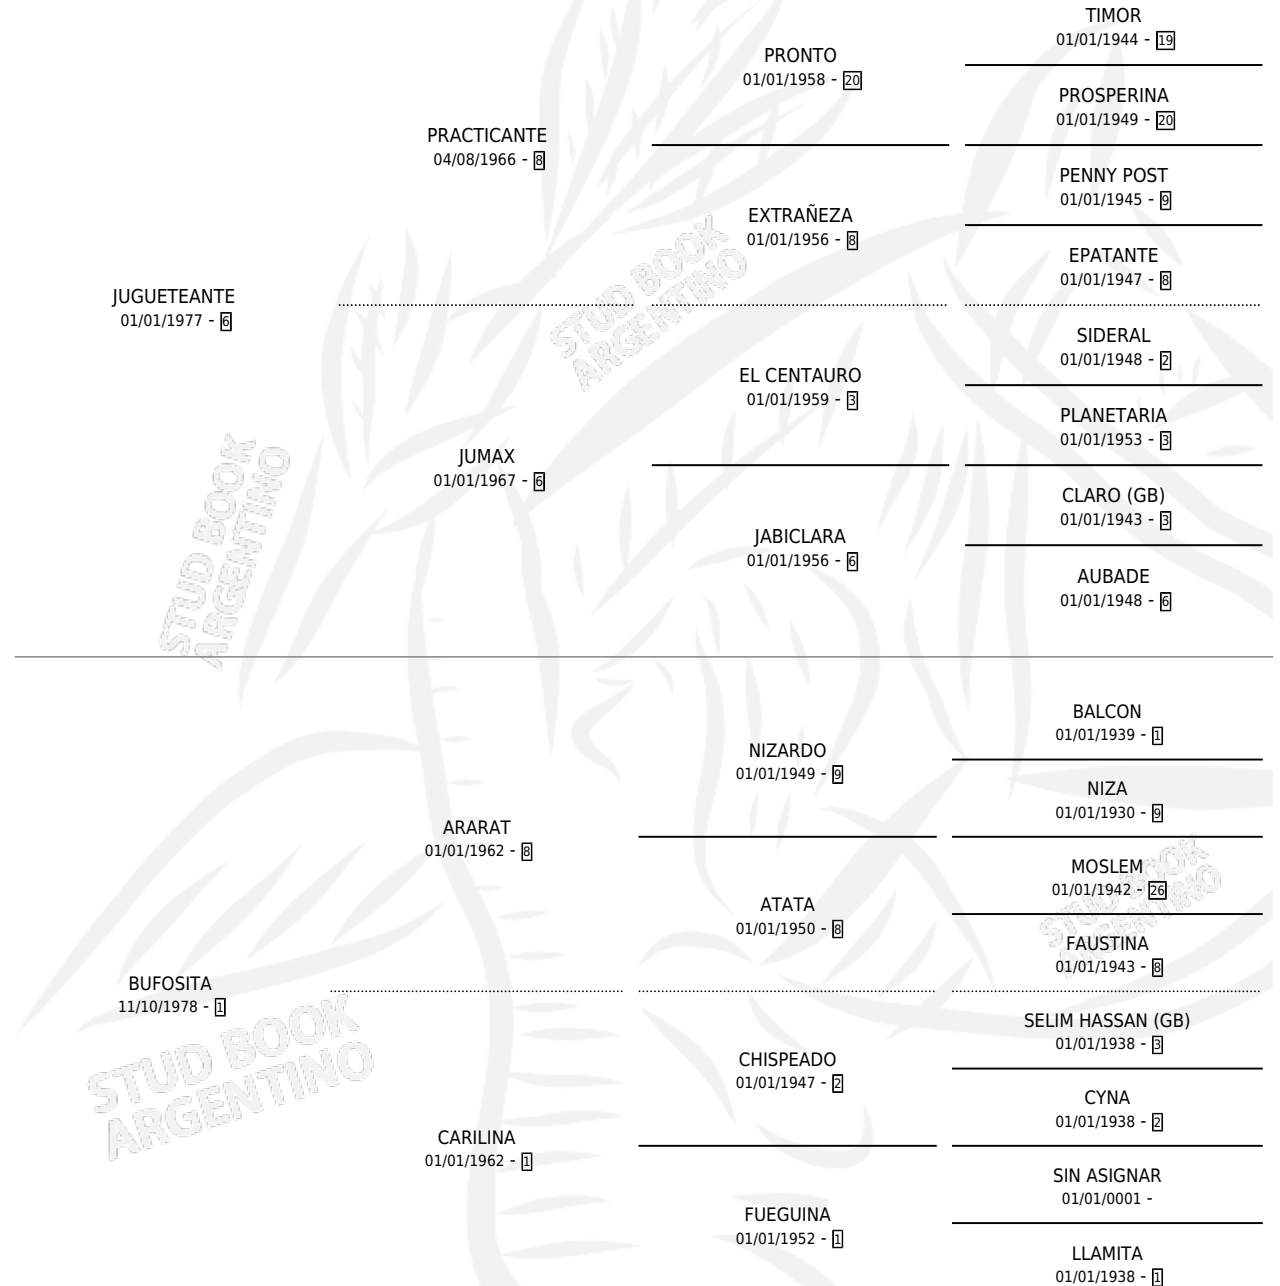 TIMOR
01/01/1944 - 19
PRONTO
01/01/1958 - 20
PROSPERINA
01/01/1949 - 20
PRACTICANTE
04/08/1966 - 8
PENNY POST
01/01/1945 - 9
EXTRAÑEZA
01/01/1956 - 8
EPATANTE
01/01/1947 - 8
JUGUETEANTE
01/01/1977 - 6
STUD BOOK
ARGENTINO
SIDERAL
01/01/1948 - 2
EL CENTAURO
01/01/1959 - 3
PLANETARIA
01/01/1953 - 3
JUMAX
01/01/1967 - 6
CLARO (GB)
01/01/1943 - 3
JABICLARA
01/01/1956 - 6
AUBADE
01/01/1948 - 6
STUD BOOK
ARGENTINO
BALCON
01/01/1939 - 1
NIZARDO
01/01/1949 - 9
NIZA
01/01/1930 - 9
ARARAT
01/01/1962 - 8
MOSLEM
01/01/1942 - 26
ATATA
01/01/1950 - 8
FAUSTINA
01/01/1943 - 8
STUD BOOK
ARGENTINO
BUFOSITA
11/10/1978 - 1
SELIM HASSAN (GB)
01/01/1938 - 3
CHISPEADO
01/01/1947 - 2
CYNA
01/01/1938 - 2
STUD BOOK
ARGENTINO
CARILINA
01/01/1962 - 1
SIN ASIGNAR
01/01/0001 -
FUEGUINA
01/01/1952 - 1
LLAMITA
01/01/1938 - 1